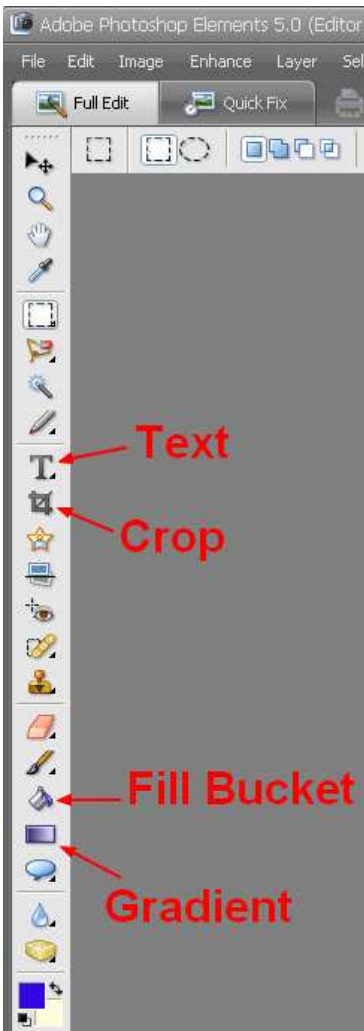 Adobe Photoshop Elements 5.0 (Editor
File Edit Image Enhance Layer Sel
Full Edit Quick Fix
T
Text
Crop
Fill Bucket
Gradient